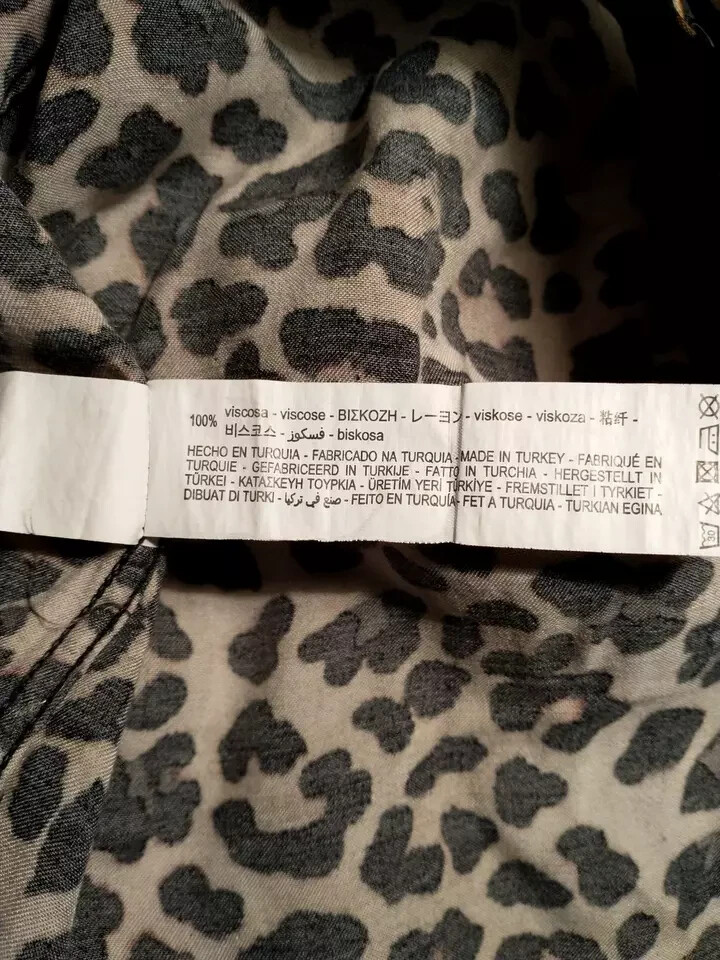 100% viscosa - viscose - ΒΙΣΚΟΖΗ - レーヨン - viskose - viskoza - 粘纤 -
비스코스 - فسكوز - biskosa
HECHO EN TURQUIA - FABRICADO NA TURQUIA - MADE IN TURKEY - FABRIQUÉ EN
TURQUIE - GEFABRICEERD IN TURKIJE - FATTO IN TURCHIA - HERGESTELLT IN
TÜRKEI - ΚΑΤΑΣΚΕΥΗ ΤΟΥΡΚΙΑ - ÜRETİM YERİ TÜRKİYE - FREMSTILLET I TYRKIET -
DIBUAT DI TURKI - صنع في تركيا - FEITO EN TURQUÍA- FET A TURQUIA - TURKIAN EGINA
30